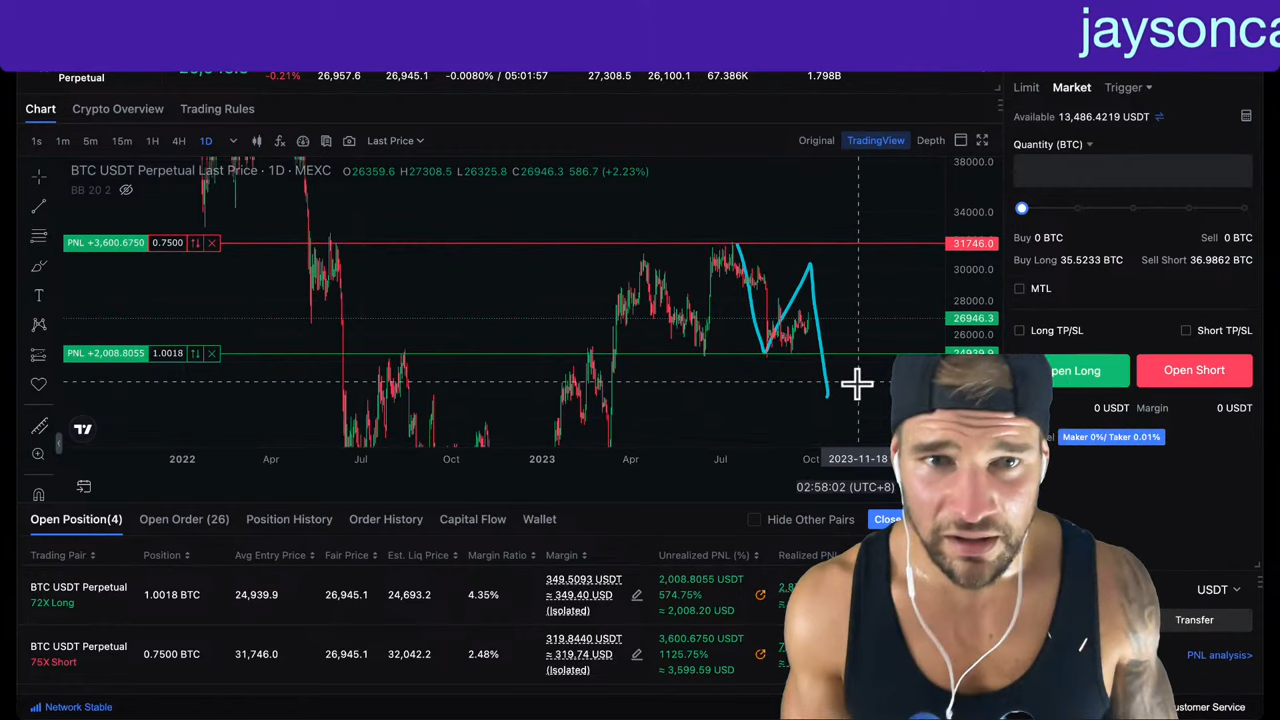 jaysonca
Perpetual
-0.21% 26,957.6 26,945.1 -0.0080% / 05:01:57 27,308.5 26,100.1 67.386K 1.798B
Chart Crypto Overview Trading Rules
Limit Market Trigger
Available 13,486.4219 USDT
1s 1m 5m 15m 1H 4H 1D Last Price Original TradingView Depth
Quantity (BTC)
BTC USDT Perpetual Last Price · 1D · MEXC O26359.6 H27308.5 L26325.8 C26946.3 586.7 (+2.23%)
BB 20 2
38000.0
34000.0
PNL +3,600.6750 0.7500 31746.0
30000.0
28000.0
26946.3
26000.0
PNL +2,008.8055 1.0018 24939.9
Buy 0 BTC Sell 0 BTC
Buy Long 35.5233 BTC Sell Short 36.9862 BTC
MTL
Long TP/SL Short TP/SL
pen Long Open Short
0 USDT Margin 0 USDT
Maker 0%/ Taker 0.01%
2022 Apr Jul Oct 2023 Apr Jul Oct 2023-11-18
02:58:02 (UTC+8)
Open Position(4) Open Order (26) Position History Order History Capital Flow Wallet Hide Other Pairs Close
Trading Pair Position Avg Entry Price Fair Price Est. Liq Price Margin Ratio Margin Unrealized PNL (%) Realized PN
BTC USDT Perpetual
72X Long
1.0018 BTC 24,939.9 26,945.1 24,693.2 4.35%
349.5093 USDT
≈ 349.40 USD
(Isolated)
2,008.8055 USDT
574.75%
≈ 2,008.20 USD
BTC USDT Perpetual
75X Short
0.7500 BTC 31,746.0 26,945.1 32,042.2 2.48%
319.8440 USDT
≈ 319.74 USD
(Isolated)
3,600.6750 USDT
1125.75%
≈ 3,599.59 USD
USDT
Transfer
PNL analysis>
Network Stable
ustomer Service